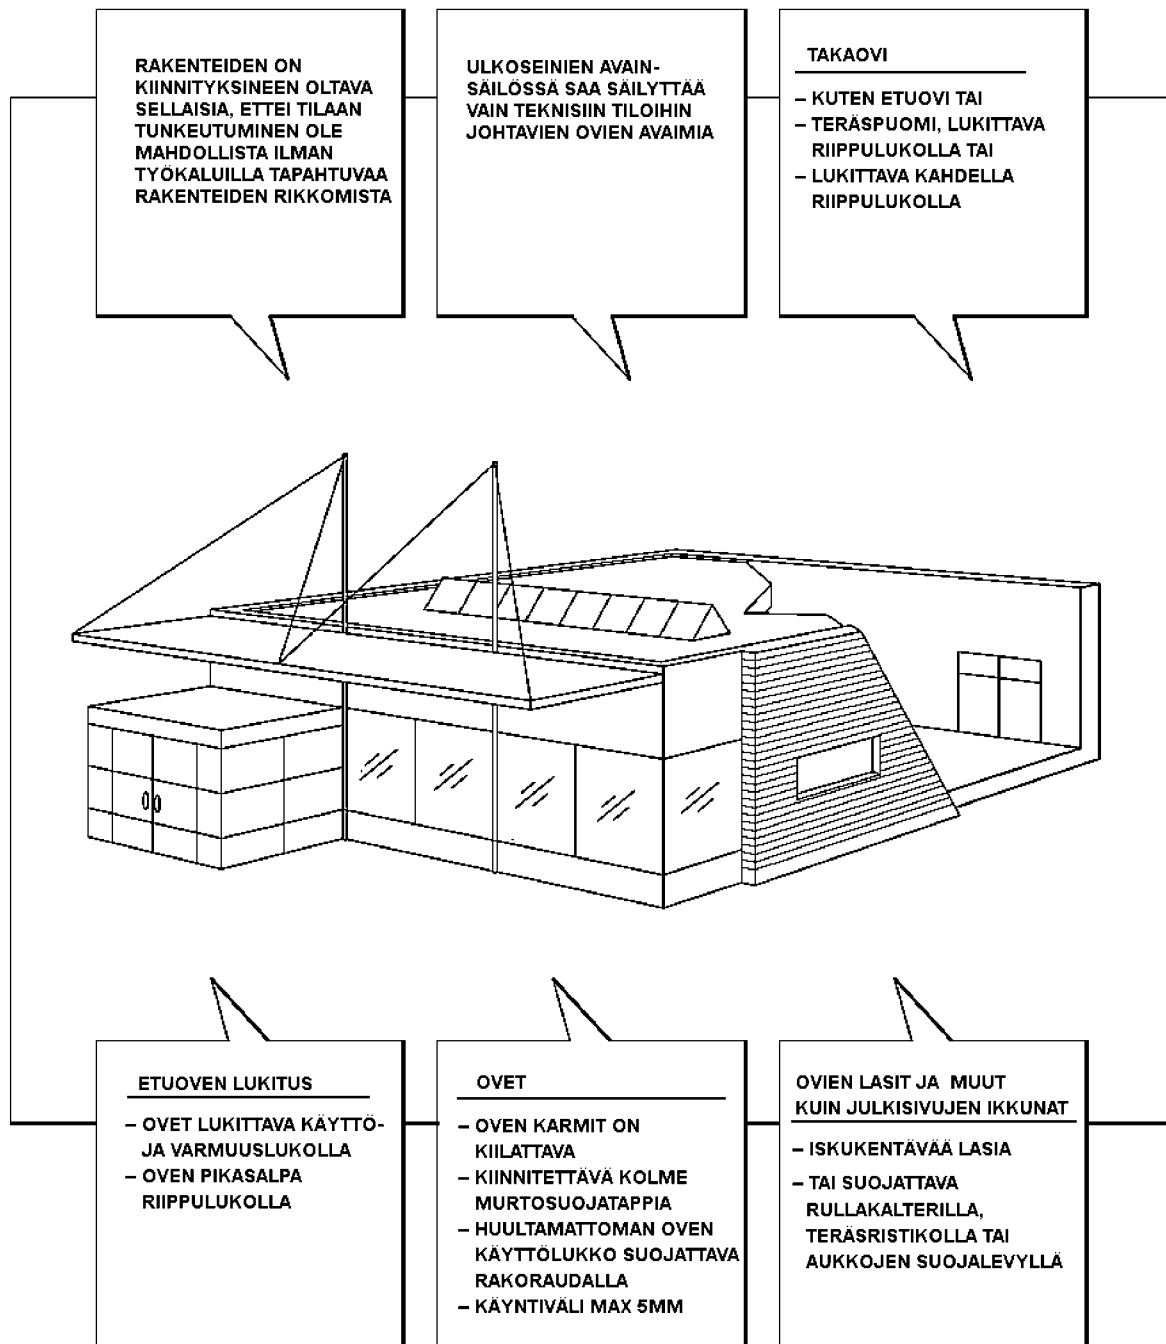 RAKENTEIDEN ON
KIINNITYKSINEEN OLTAVA
SELLAISIA, ETTEI TILAAN
TUNKEUTUMINEN OLE
MAHDOLLISTA ILMAN
TYÖKALUILLA TAPAHTUVAA
RAKENTEIDEN RIKKOMISTA
ULKOSEINIEN AVAIN-
SÄILÖSSÄ SAA SÄILYTTÄÄ
VAIN TEKNISIIN TILOIHIN
JOHTAVIEN OVIEN AVAIMIA
TAKAOVI
– KUTEN ETUOVI TAI
– TERÄSPUOMI, LUKITTAVA
RIIPPULUKOLLA TAI
– LUKITTAVA KAHDELLA
RIIPPULUKOLLA
ETUOVEN LUKITUS
– OVET LUKITTAVA KÄYTTÖ-
JA VARMUUSLUKOLLA
– OVEN PIKASALPA
RIIPPULUKOLLA
OVET
– OVEN KARMIT ON
KIILATTAVA
– KIINNITETTÄVÄ KOLME
MURTOSUOJATAPPIA
– HUULTAMATTOMAN OVEN
KÄYTTÖLUKKO SUOJATTAVA
RAKORAUDALLA
– KÄYNTIVÄLI MAX 5MM
OVIEN LASIT JA MUUT
KUIN JULKISIVUJEN IKKUNAT
– ISKUKENTÄVÄÄ LASIA
– TAI SUOJATTAVA
RULLAKALTERILLA,
TERÄSRISTIKOLLA TAI
AUKKOJEN SUOJALEVYLLÄ